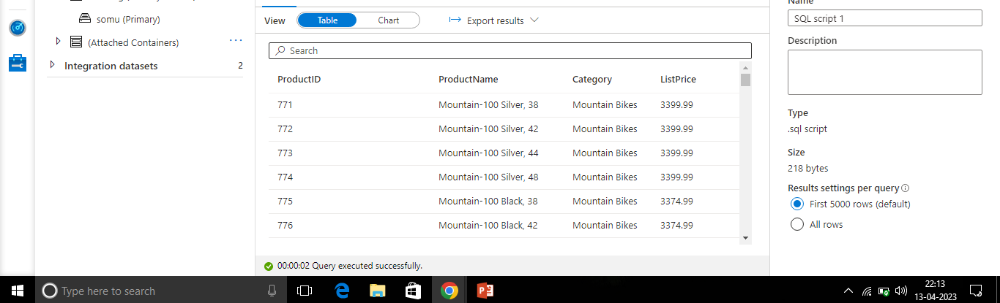 somu (Primary)
(Attached Containers)
...
Integration datasets 2
View Table Chart Export results
Search
ProductID ProductName Category ListPrice
771 Mountain-100 Silver, 38 Mountain Bikes 3399.99
772 Mountain-100 Silver, 42 Mountain Bikes 3399.99
773 Mountain-100 Silver, 44 Mountain Bikes 3399.99
774 Mountain-100 Silver, 48 Mountain Bikes 3399.99
775 Mountain-100 Black, 38 Mountain Bikes 3374.99
776 Mountain-100 Black, 42 Mountain Bikes 3374.99
00:00:02 Query executed successfully.
Name
SQL script 1
Description
Type
.sql script
Size
218 bytes
Results settings per query
First 5000 rows (default)
All rows
Type here to search
22:13
13-04-2023